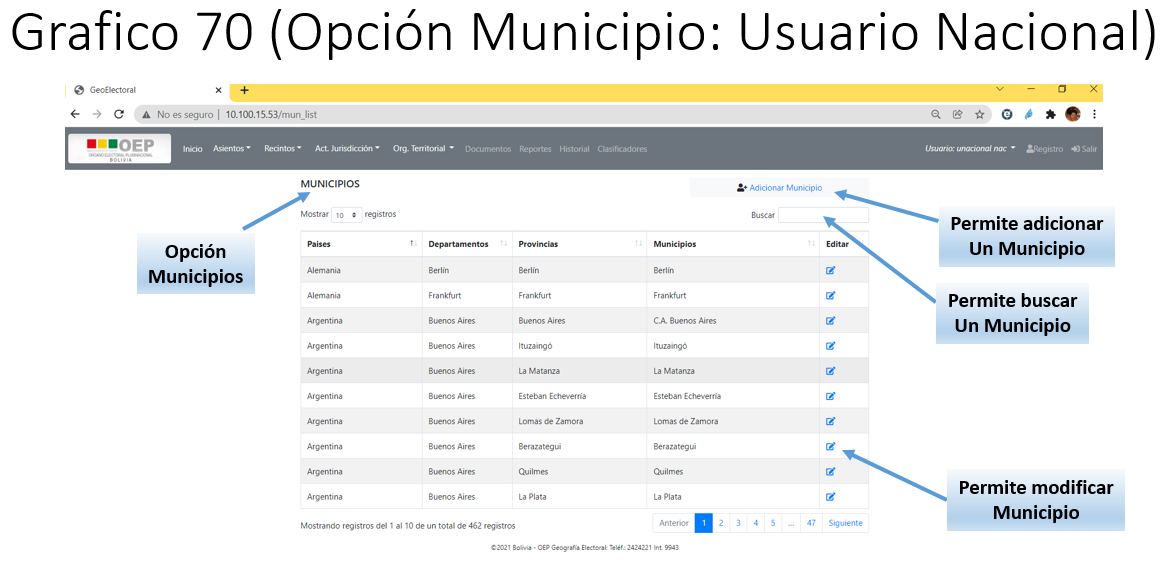 Grafico 70 (Opción Municipio: Usuario Nacional)
GeoElectoral
No es seguro | 10.100.15.53/mun_list
OEP
ORGANO ELECTORAL PLURINACIONAL
BOLIVIA
Inicio Asientos Recintos Act. Jurisdicción Org. Territorial Documentos Reportes Historial Clasificadores Usuario: unacional nac Registro Salir
MUNICIPIOS
Adicionar Municipio
Mostrar 10 registros
Buscar
Permite adicionar
Un Municipio
Opción
Municipios
Permite buscar
Un Municipio
Paises Departamentos Provincias Municipios Editar
Alemania Berlín Berlín Berlín
Alemania Frankfurt Frankfurt Frankfurt
Argentina Buenos Aires Buenos Aires C.A. Buenos Aires
Argentina Buenos Aires Ituzaingó Ituzaingó
Argentina Buenos Aires La Matanza La Matanza
Argentina Buenos Aires Esteban Echeverría Esteban Echeverría
Argentina Buenos Aires Lomas de Zamora Lomas de Zamora
Argentina Buenos Aires Berazategui Berazategui
Argentina Buenos Aires Quilmes Quilmes
Argentina Buenos Aires La Plata La Plata
Permite modificar
Municipio
Mostrando registros del 1 al 10 de un total de 462 registros
Anterior 1 2 3 4 5 ... 47 Siguiente
©2021 Bolivia - OEP Geografía Electoral: Teléf.: 2424221 Int. 9943